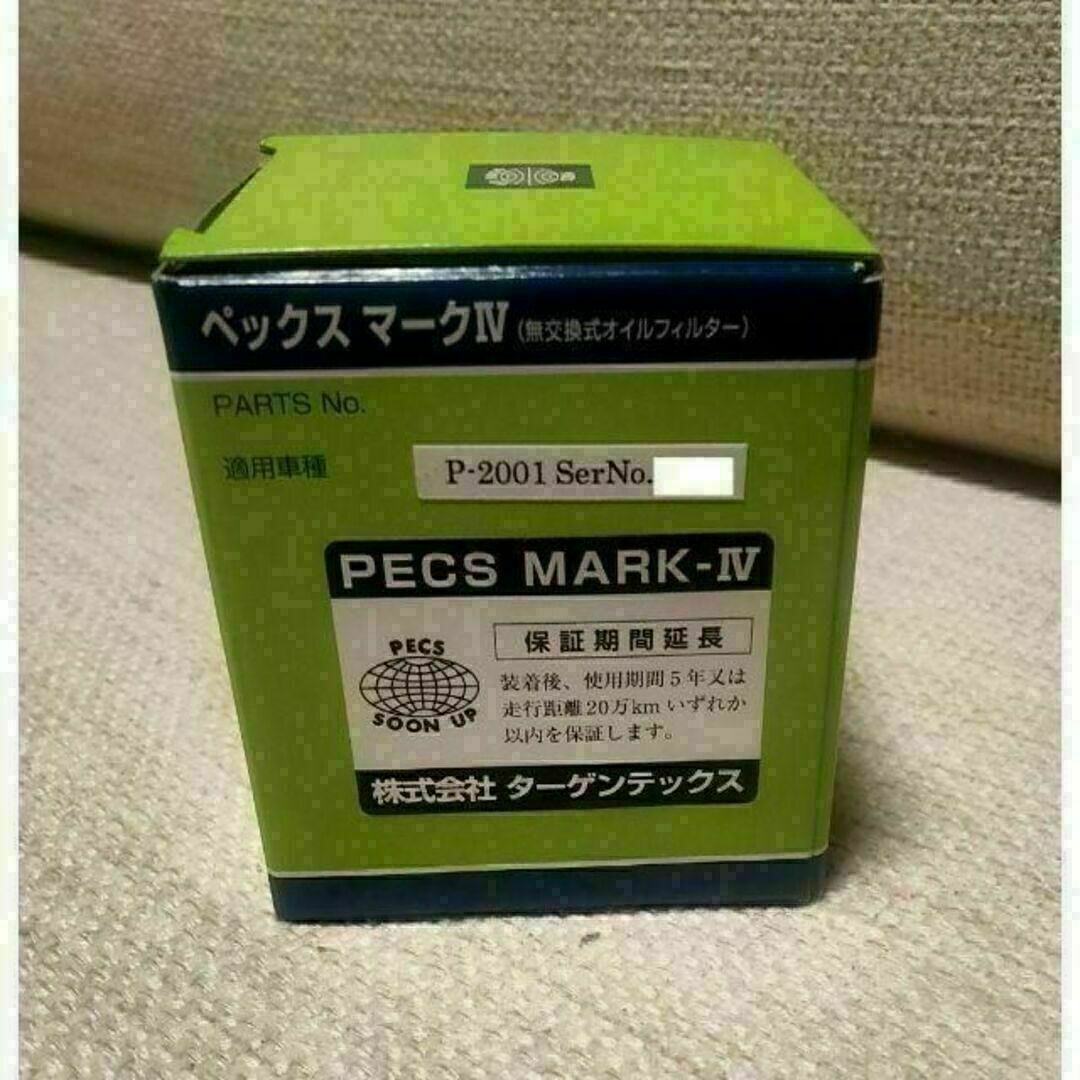 ペックス マークⅣ(無交換式オイルフィルター)
PARTS No.
適用車種
P-2001 SerNo.
PECS MARK-Ⅳ
PECS
SOON UP
保証期間延長
装着後、使用期間5年又は
走行距離20万kmいずれか
以内を保証します。
株式会社 ターゲンテックス